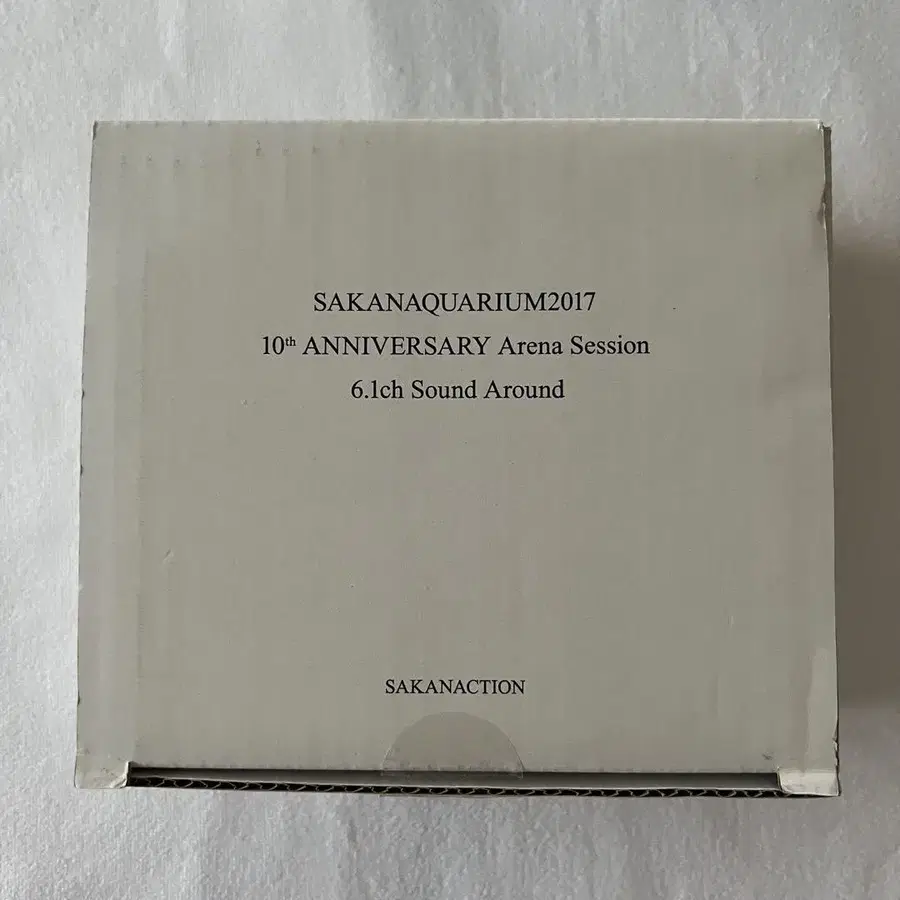 SAKANAQUARIUM2017
10th ANNIVERSARY Arena Session
6.1ch Sound Around
SAKANACTION